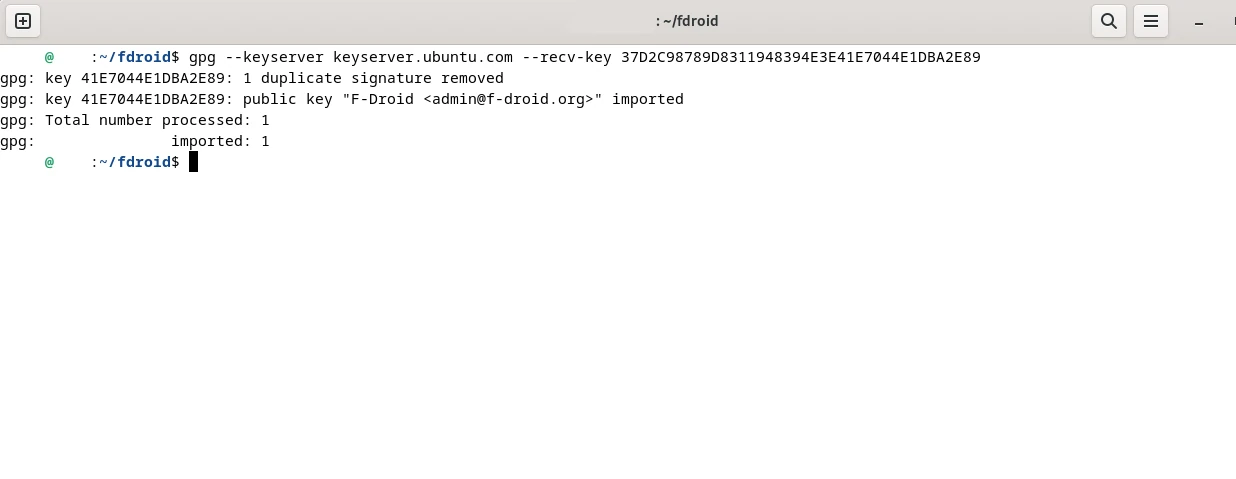 : ~/fdroid
@    :~/fdroid$ gpg --keyserver keyserver.ubuntu.com --recv-key 37D2C98789D8311948394E3E41E7044E1DBA2E89
gpg: key 41E7044E1DBA2E89: 1 duplicate signature removed
gpg: key 41E7044E1DBA2E89: public key "F-Droid <admin@f-droid.org>" imported
gpg: Total number processed: 1
gpg:               imported: 1
@    :~/fdroid$